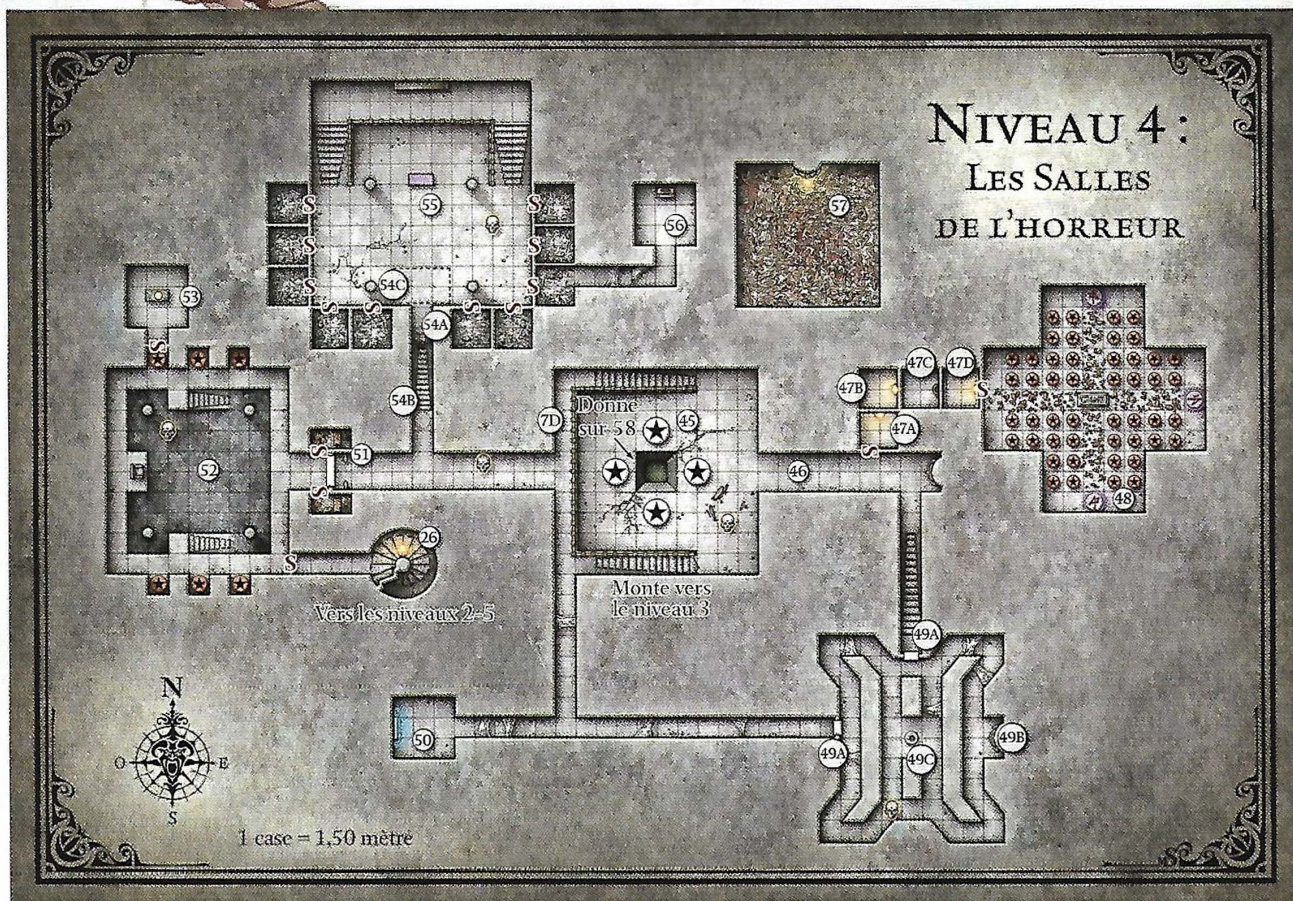 NIVEAU 4 :
LES SALLES
DE L'HORREUR
55
56
57
S
S
S
S
S
S
53
54C
S
S
S
S
54A
S
47C
47D
47B
S
54B
Donne
sur 58
7D
45
47A
51
S
S
52
46
S
48
26
S
Vers les niveaux 2-5
Monte vers
le niveau 3
49A
N
O
E
S
50
49A
49C
49B
1 case = 1,50 mètre